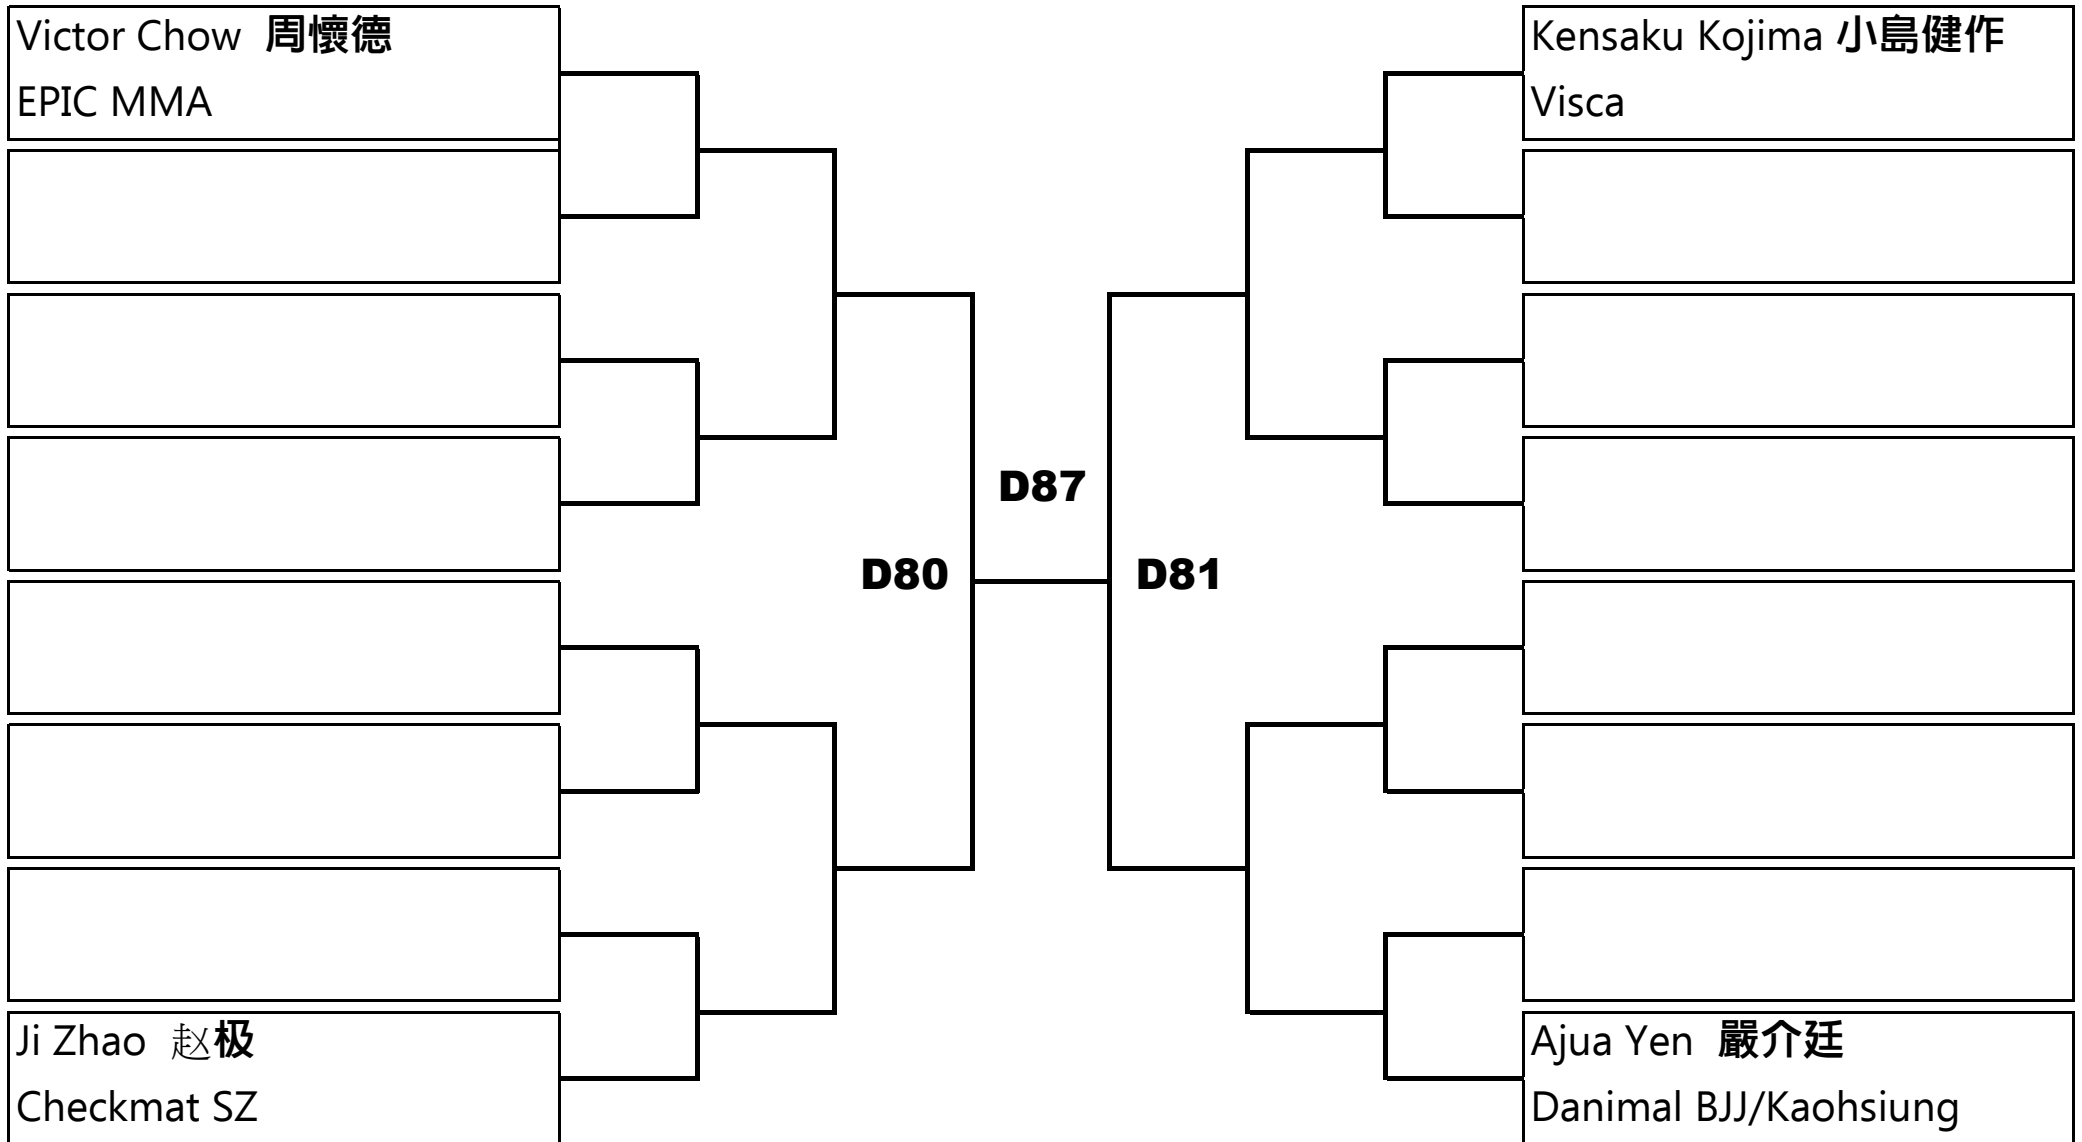 Victor Chow 周懷德
EPIC MMA
Kensaku Kojima 小島健作
Visca
D87
D80
D81
Ji Zhao 赵极
Checkmat SZ
Ajua Yen 嚴介廷
Danimal BJJ/Kaohsiung